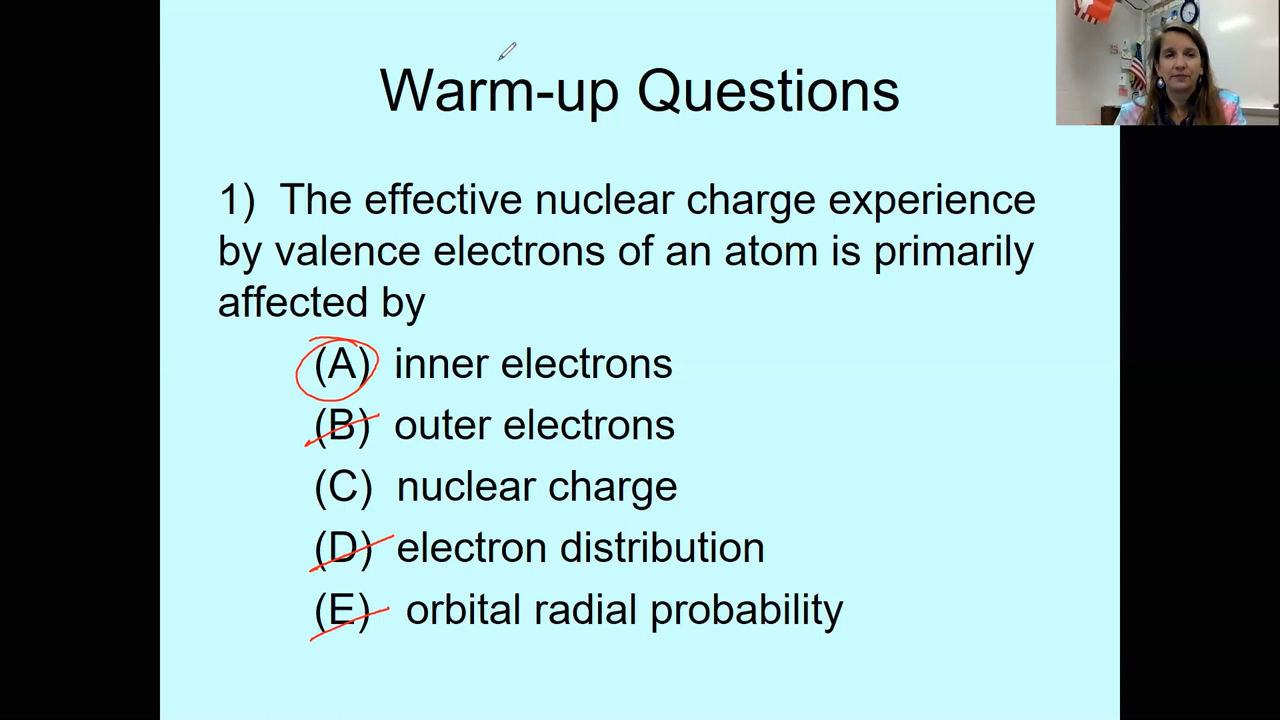 Warm-up Questions
1) The effective nuclear charge experience
by valence electrons of an atom is primarily
affected by
(A) inner electrons
(B) outer electrons
(C) nuclear charge
(D) electron distribution
(E) orbital radial probability